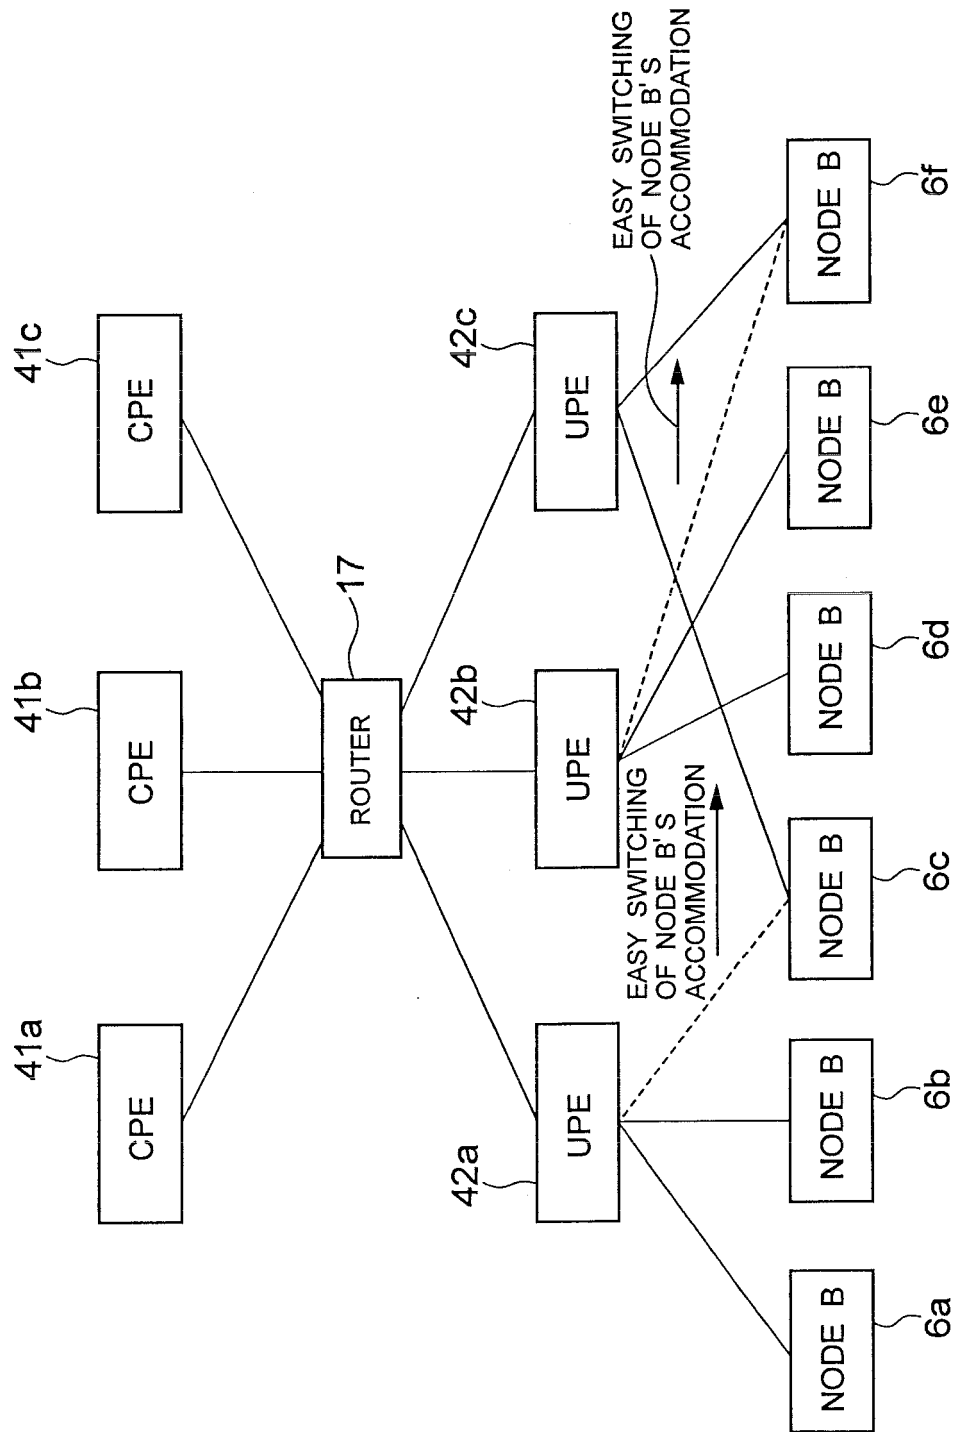 41a
41b
41c
CPE
CPE
CPE
17
ROUTER
42a
42b
42c
UPE
UPE
UPE
EASY SWITCHING
OF NODE B'S
ACCOMMODATION
EASY SWITCHING
OF NODE B'S
ACCOMMODATION
NODE B
NODE B
NODE B
NODE B
NODE B
NODE B
6a
6b
6c
6d
6e
6f